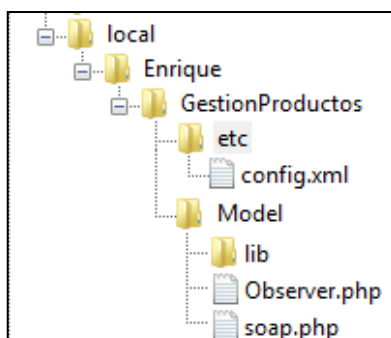 local
Enrique
GestionProductos
etc
config.xml
Model
lib
Observer.php
soap.php